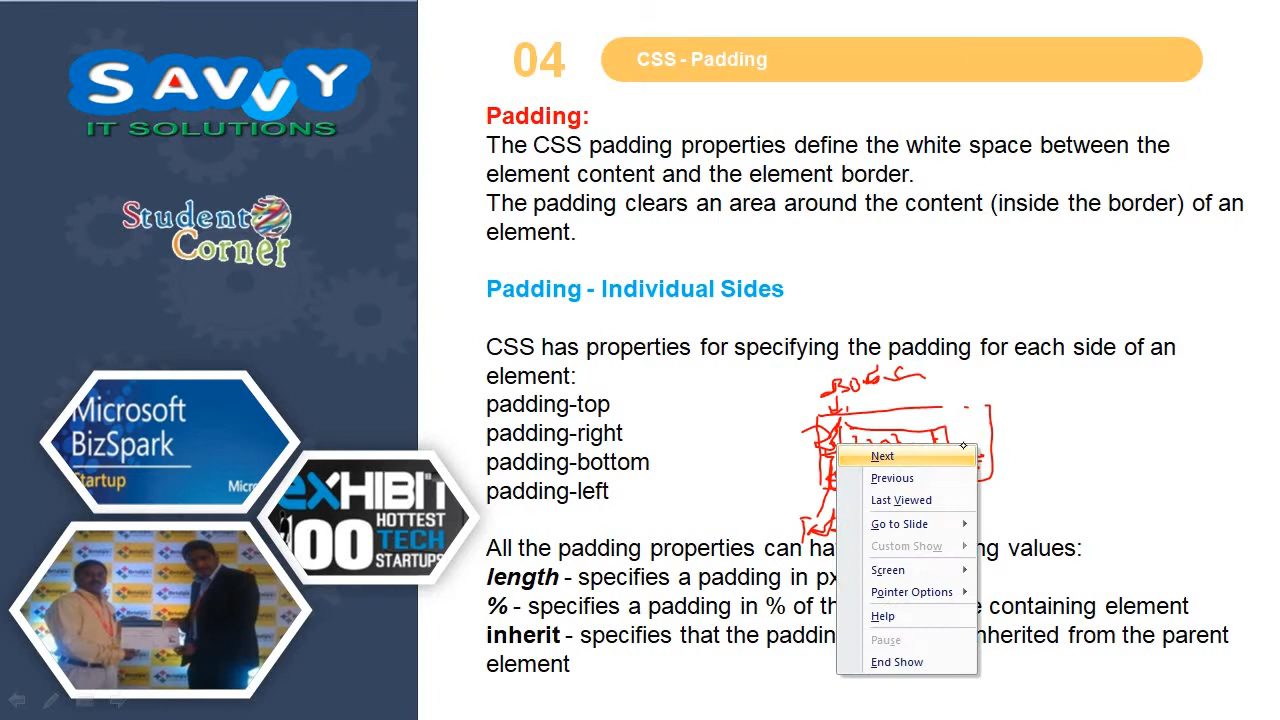 SAVVY
IT SOLUTIONS
Student
Corner
Microsoft
BizSpark
Startup
Micr
eXHIBIT
100 HOTTEST
TECH
STARTUPS
04
CSS - Padding
Padding:
The CSS padding properties define the white space between the
element content and the element border.
The padding clears an area around the content (inside the border) of an
element.
Padding - Individual Sides
CSS has properties for specifying the padding for each side of an
element:
padding-top
padding-right
padding-bottom
padding-left
All the padding properties can ha ng values:
length - specifies a padding in px
% - specifies a padding in % of th e containing element
inherit - specifies that the paddin nherited from the parent
element
Next
Previous
Last Viewed
Go to Slide
Custom Show
Screen
Pointer Options
Help
Pause
End Show